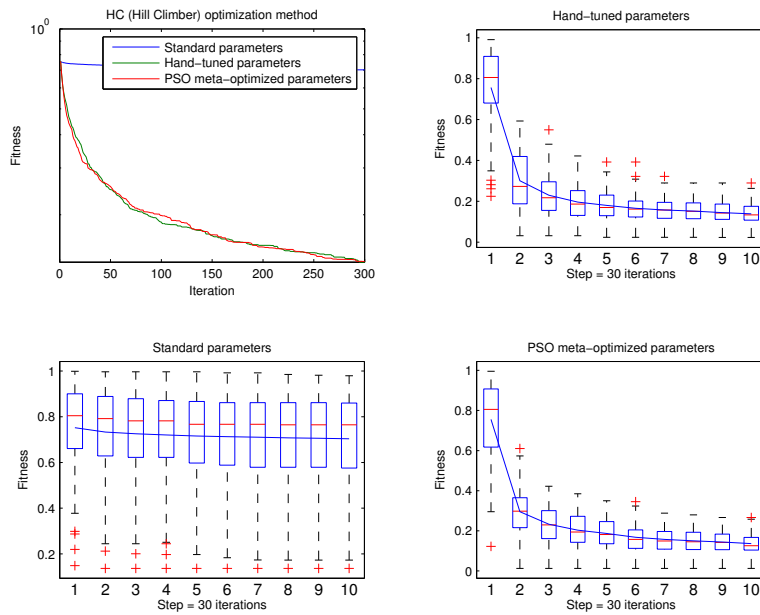 HC (Hill Climber) optimization method
10^0
Standard parameters
Hand−tuned parameters
PSO meta−optimized parameters
Fitness
0 50 100 150 200 250 300
Iteration
Hand−tuned parameters
1
0.8
0.6
0.4
0.2
0
Fitness
1 2 3 4 5 6 7 8 9 10
Step = 30 iterations
Standard parameters
1
0.8
0.6
0.4
0.2
Fitness
1 2 3 4 5 6 7 8 9 10
Step = 30 iterations
PSO meta−optimized parameters
1
0.8
0.6
0.4
0.2
0
Fitness
1 2 3 4 5 6 7 8 9 10
Step = 30 iterations